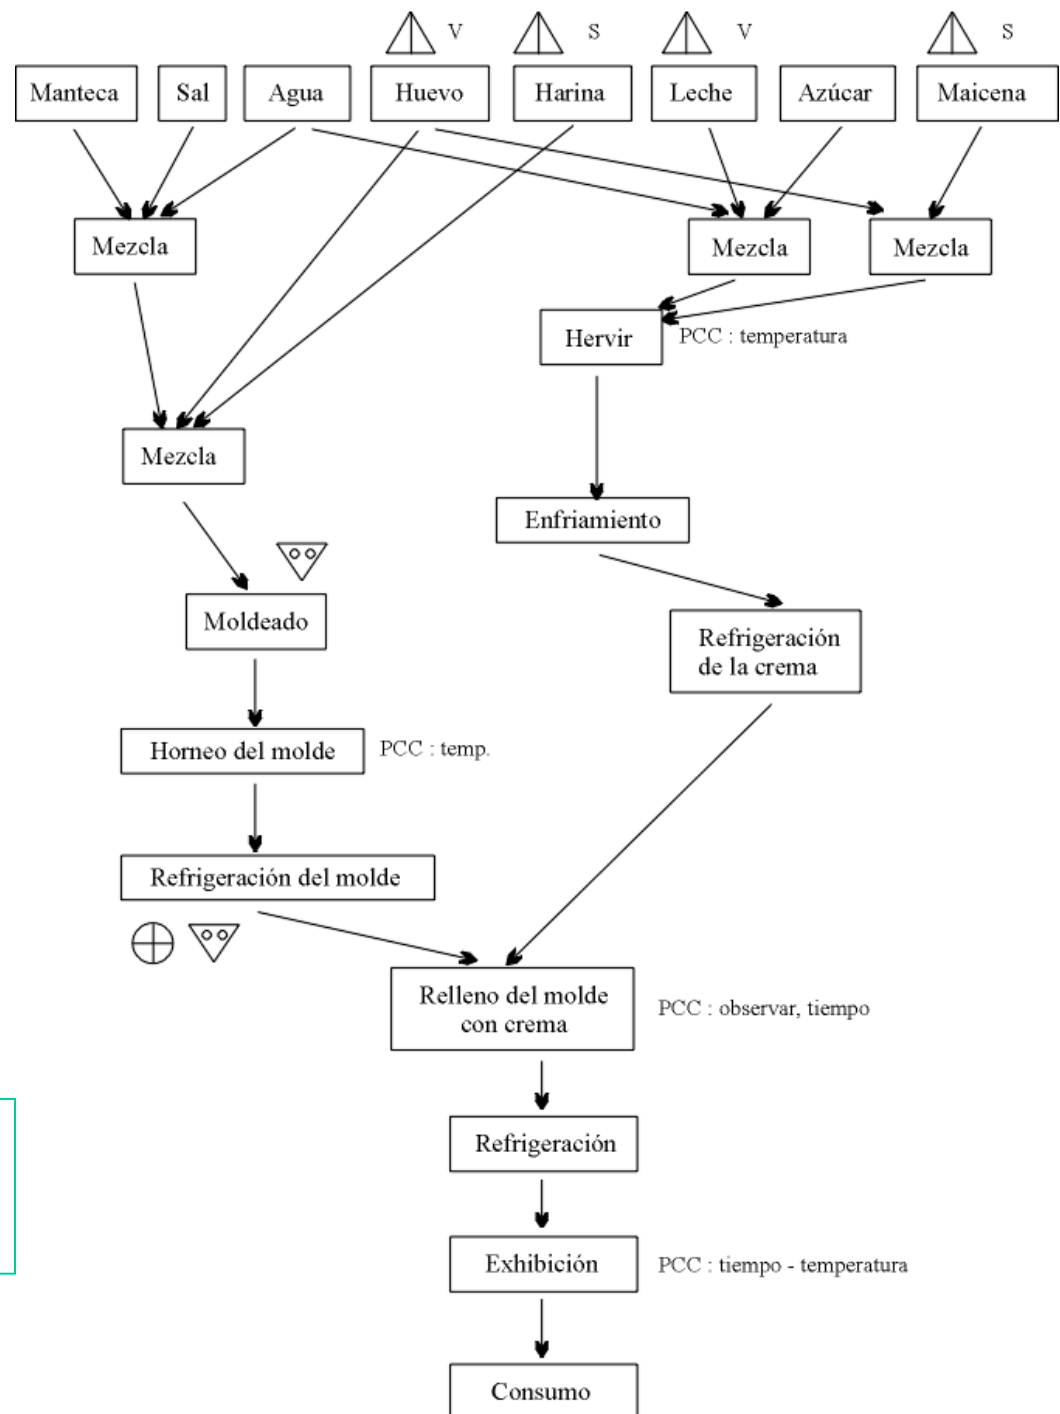 V
S
V
S
Manteca
Sal
Agua
Huevo
Harina
Leche
Azúcar
Maicena
Mezcla
Mezcla
Mezcla
Hervir
PCC : temperatura
Mezcla
Enfriamiento
Moldeado
Refrigeración
de la crema
Horneo del molde
PCC : temp.
Refrigeración del molde
Relleno del molde
con crema
PCC : observar, tiempo
Refrigeración
Exhibición
PCC : tiempo - temperatura
Consumo